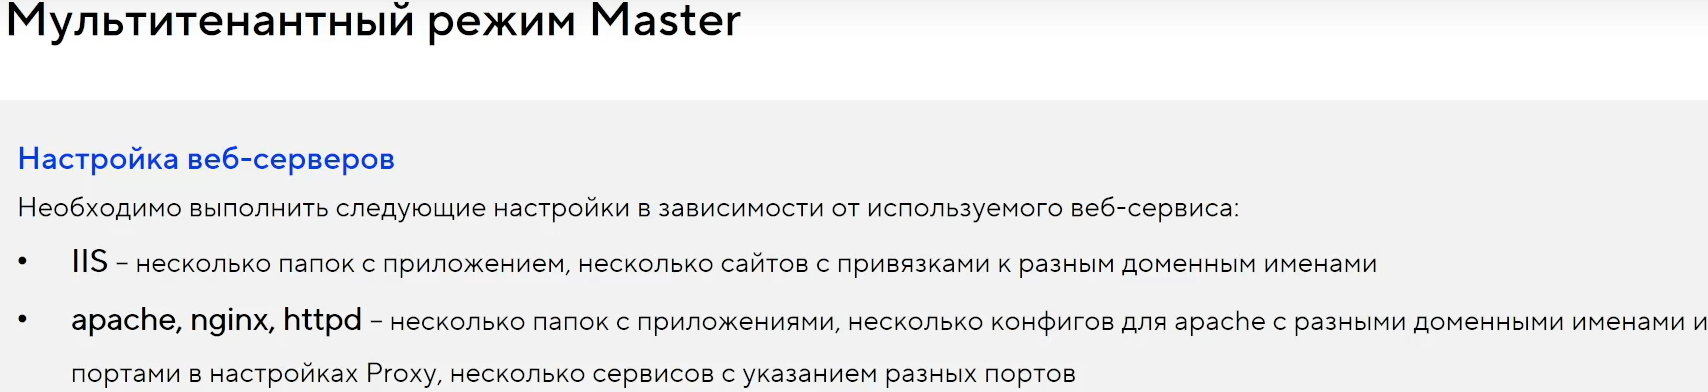 Мультитенантный режим Master
Настройка веб-серверов
Необходимо выполнить следующие настройки в зависимости от используемого веб-сервиса:
• IIS – несколько папок с приложением, несколько сайтов с привязками к разным доменным именами
• apache, nginx, httpd – несколько папок с приложениями, несколько конфигов для apache с разными доменными именами и
портами в настройках Proxy, несколько сервисов с указанием разных портов